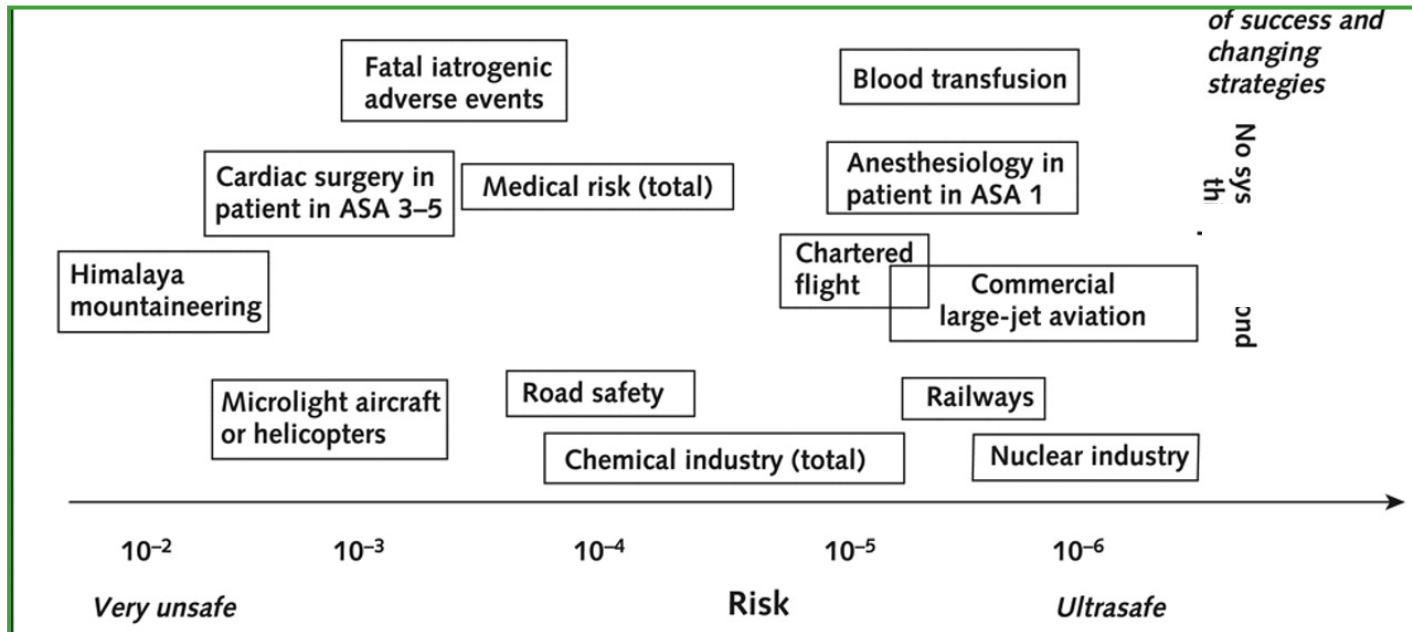 of success and
changing
strategies
Fatal iatrogenic
adverse events
Blood transfusion
No sys
th
Cardiac surgery in
patient in ASA 3–5
Medical risk (total)
Anesthesiology in
patient in ASA 1
Himalaya
mountaineering
Chartered
flight
Commercial
large-jet aviation
Microlight aircraft
or helicopters
Road safety
Railways
Chemical industry (total)
Nuclear industry
10⁻² 10⁻³ 10⁻⁴ 10⁻⁵ 10⁻⁶
Very unsafe Risk Ultrasafe